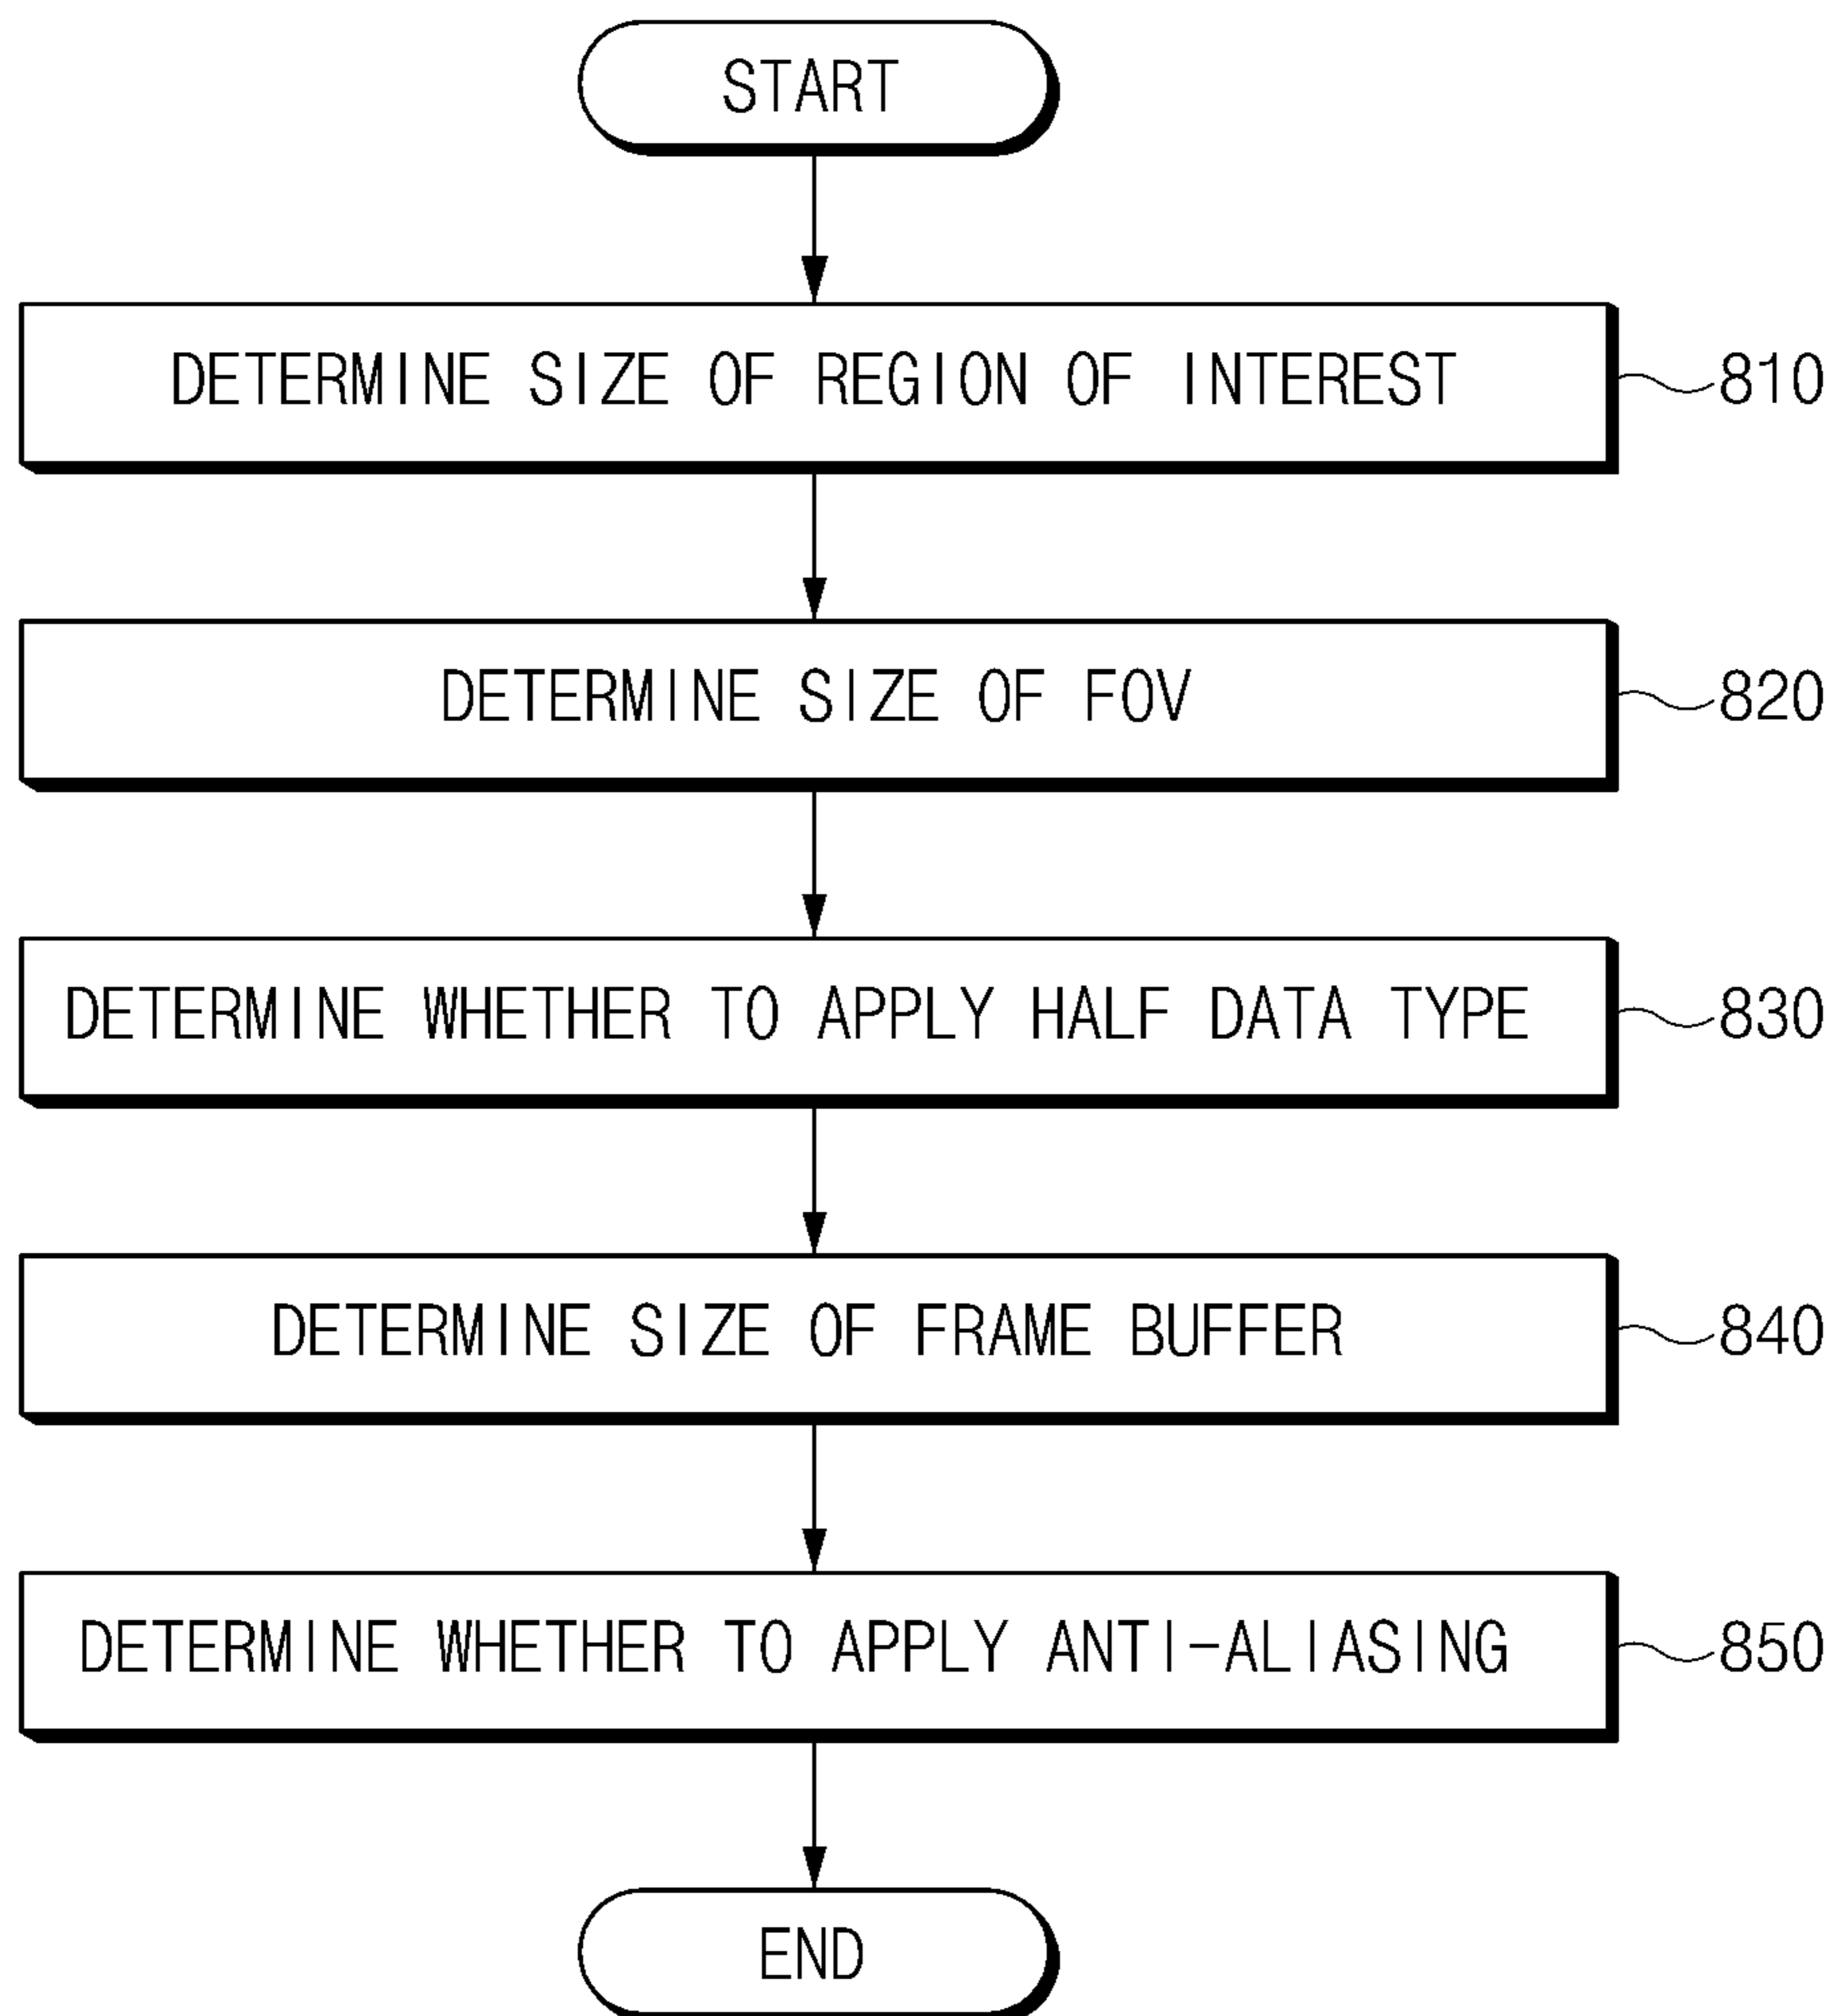 START
DETERMINE SIZE OF REGION OF INTEREST
810
DETERMINE SIZE OF FOV
820
DETERMINE WHETHER TO APPLY HALF DATA TYPE
830
DETERMINE SIZE OF FRAME BUFFER
840
DETERMINE WHETHER TO APPLY ANTI-ALIASING
850
END